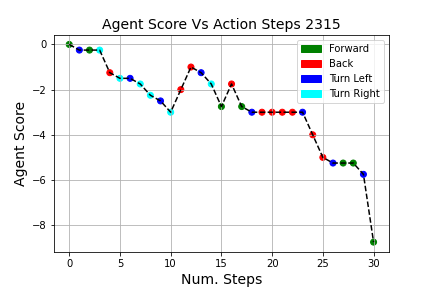 Agent Score Vs Action Steps 2315
Forward
Back
Turn Left
Turn Right
Agent Score
0
−2
−4
−6
−8
0 5 10 15 20 25 30
Num. Steps